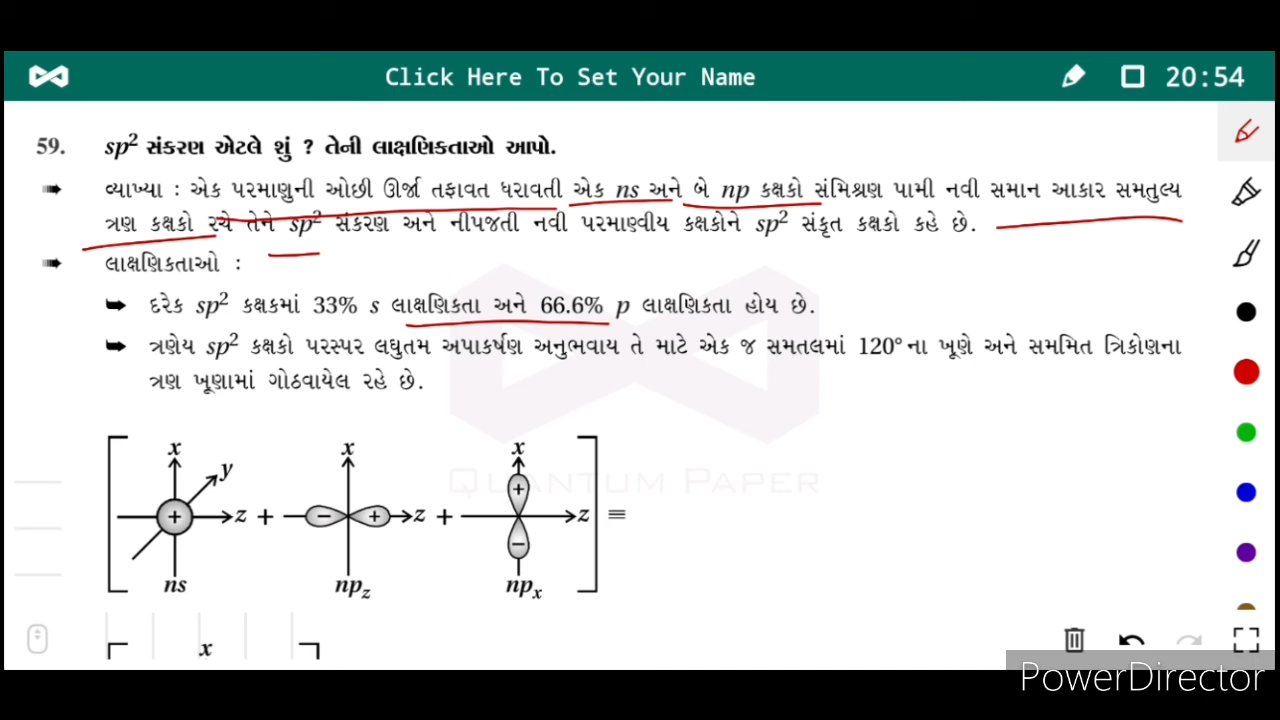 Click Here To Set Your Name
20:54
59. sp² સંકરણ એટલે શું ? તેની લાક્ષણિકતાઓ આપો.
વ્યાખ્યા : એક પરમાણુની ઓછી ઊર્જા તફાવત ધરાવતી એક ns અને બે np કક્ષકો સંમિશ્રણ પામી નવી સમાન આકાર સમતુલ્ય
ત્રણ કક્ષકો રચે તેને sp² સંકરણ અને નીપજતી નવી પરમાણ્વીય કક્ષકોને sp² સંકૃત કક્ષકો કહે છે.
લાક્ષણિકતાઓ :
દરેક sp² કક્ષકમાં 33% s લાક્ષણિકતા અને 66.6% p લાક્ષણિકતા હોય છે.
ત્રણેય sp² કક્ષકો પરસ્પર લઘુતમ અપાકર્ષણ અનુભવાય તે માટે એક જ સમતલમાં 120° ના ખૂણે અને સમમિત ત્રિકોણના
ત્રણ ખૂણામાં ગોઠવાયેલ રહે છે.
QUANTUM PAPER
x x x
y
+ z + − + z + + − z ≡
ns npz npx
x
PowerDirector